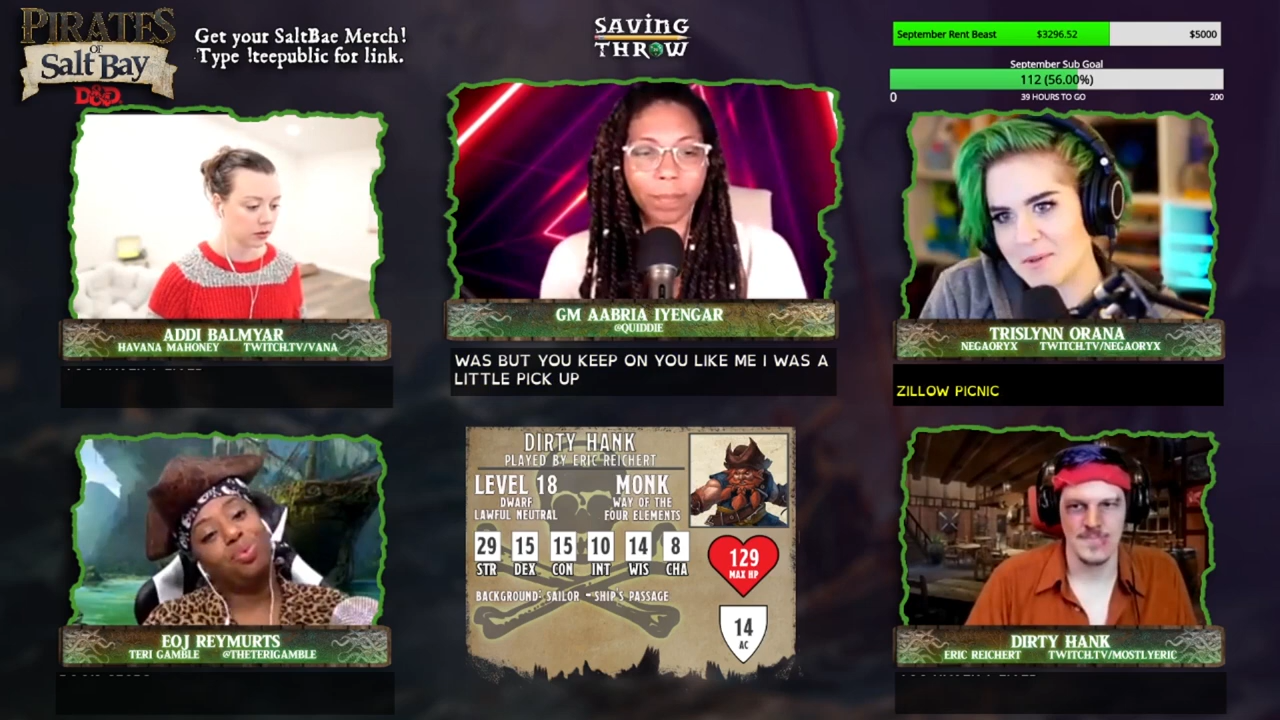 PIRATES
OF
Salt Bay
D&D
Get your SaltBae Merch!
Type !teepublic for link.
SAVING
THROW
September Rent Beast $3296.52 $5000
September Sub Goal
112 (56.00%)
0 39 HOURS TO GO 200
ADDI BALMYAR
HAVANA MAHONEY TWITCH.TV/VANA
GM AABRIA IYENGAR
@QUIDDIE
WAS BUT YOU KEEP ON YOU LIKE ME I WAS A
LITTLE PICK UP
TRISLYNN ORANA
NEGAORYX TWITCH.TV/NEGAORYX
ZILLOW PICNIC
EOJ REYMURTS
TERI GAMBLE @THETERIGAMBLE
DIRTY HANK
PLAYED BY ERIC REICHERT
LEVEL 18
DWARF
LAWFUL NEUTRAL
MONK
WAY OF THE
FOUR ELEMENTS
29 15 15 10 14 8
STR DEX CON INT WIS CHA
BACKGROUND: SAILOR - SHIP'S PASSAGE
129
MAX HP
14
AC
DIRTY HANK
ERIC REICHERT TWITCH.TV/MOSTLYERIC